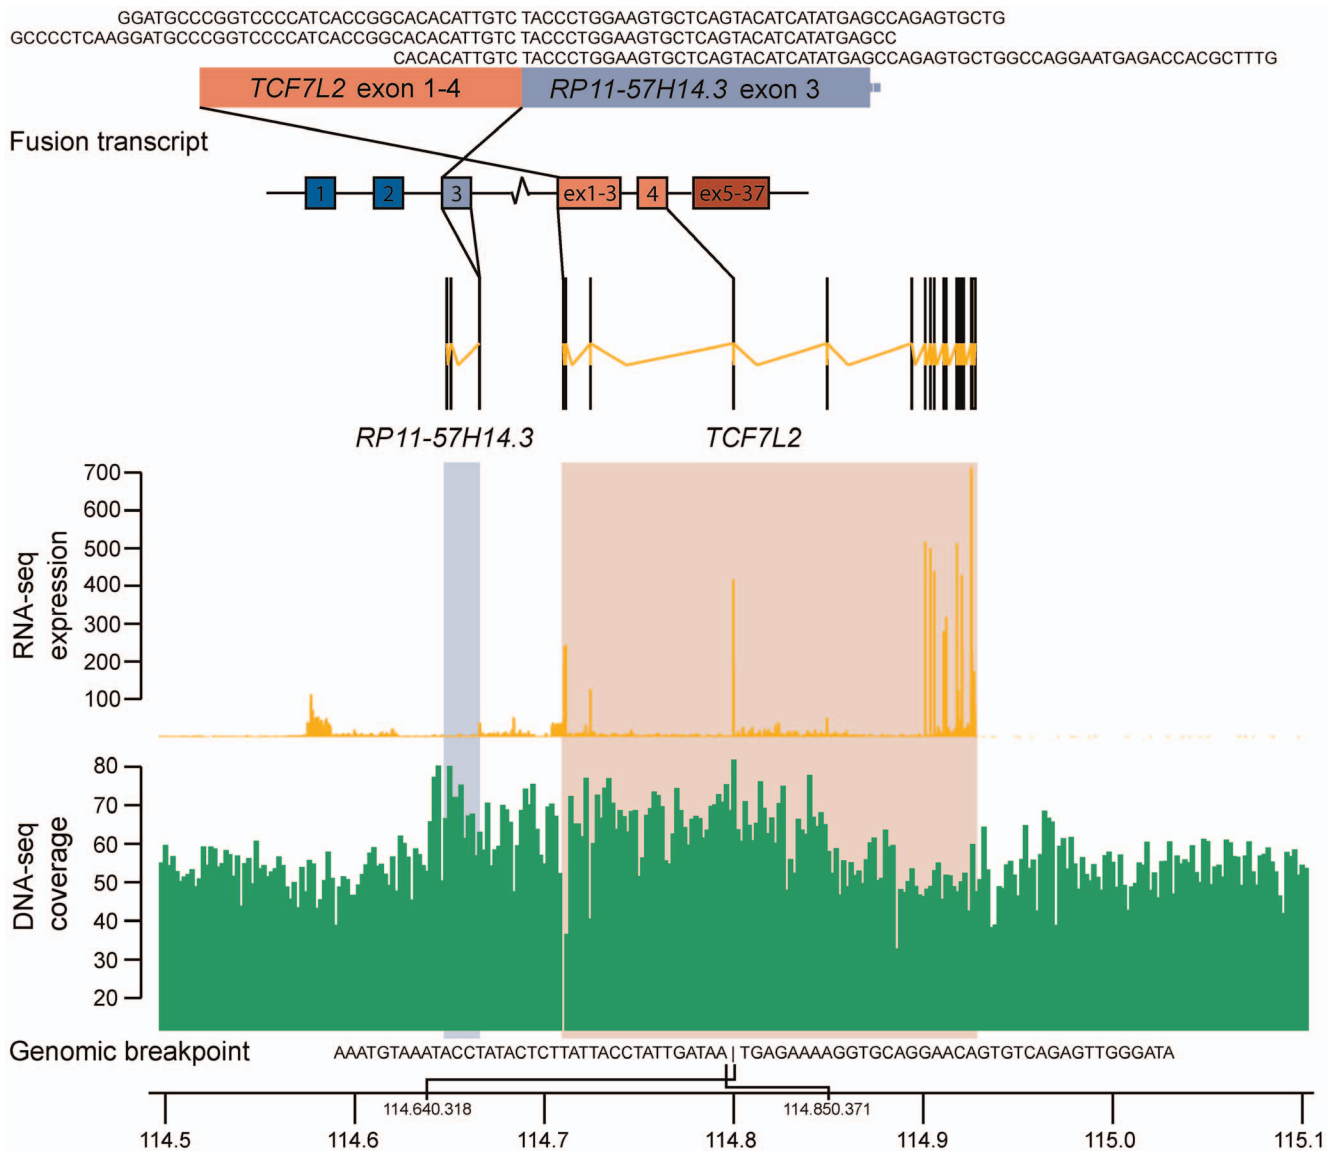 GGATGCCCGGTCCCCATCACCGGCACACATTGTC TACCCTGGAAGTGCTCAGTACATCATATGAGCCAGAGTGCTG
GCCCCTCAAGGATGCCCGGTCCCCATCACCGGCACACATTGTC TACCCTGGAAGTGCTCAGTACATCATATGAGCC
CACACATTGTC TACCCTGGAAGTGCTCAGTACATCATATGAGCCAGAGTGCTGGCCAGGAATGAGACCACGCTTTG
TCF7L2 exon 1-4 RP11-57H14.3 exon 3
Fusion transcript
1 2 3 ex1-3 4 ex5-37
RP11-57H14.3 TCF7L2
RNA-seq
expression
700
600
500
400
300
200
100
DNA-seq
coverage
80
70
60
50
40
30
20
Genomic breakpoint AAATGTAAATACCTATACTCTTATTACCTATTGATAA | TGAGAAAAGGTGCAGGAACAGTGTCAGAGTTGGGATA
114.640.318 114.850.371
114.5 114.6 114.7 114.8 114.9 115.0 115.1